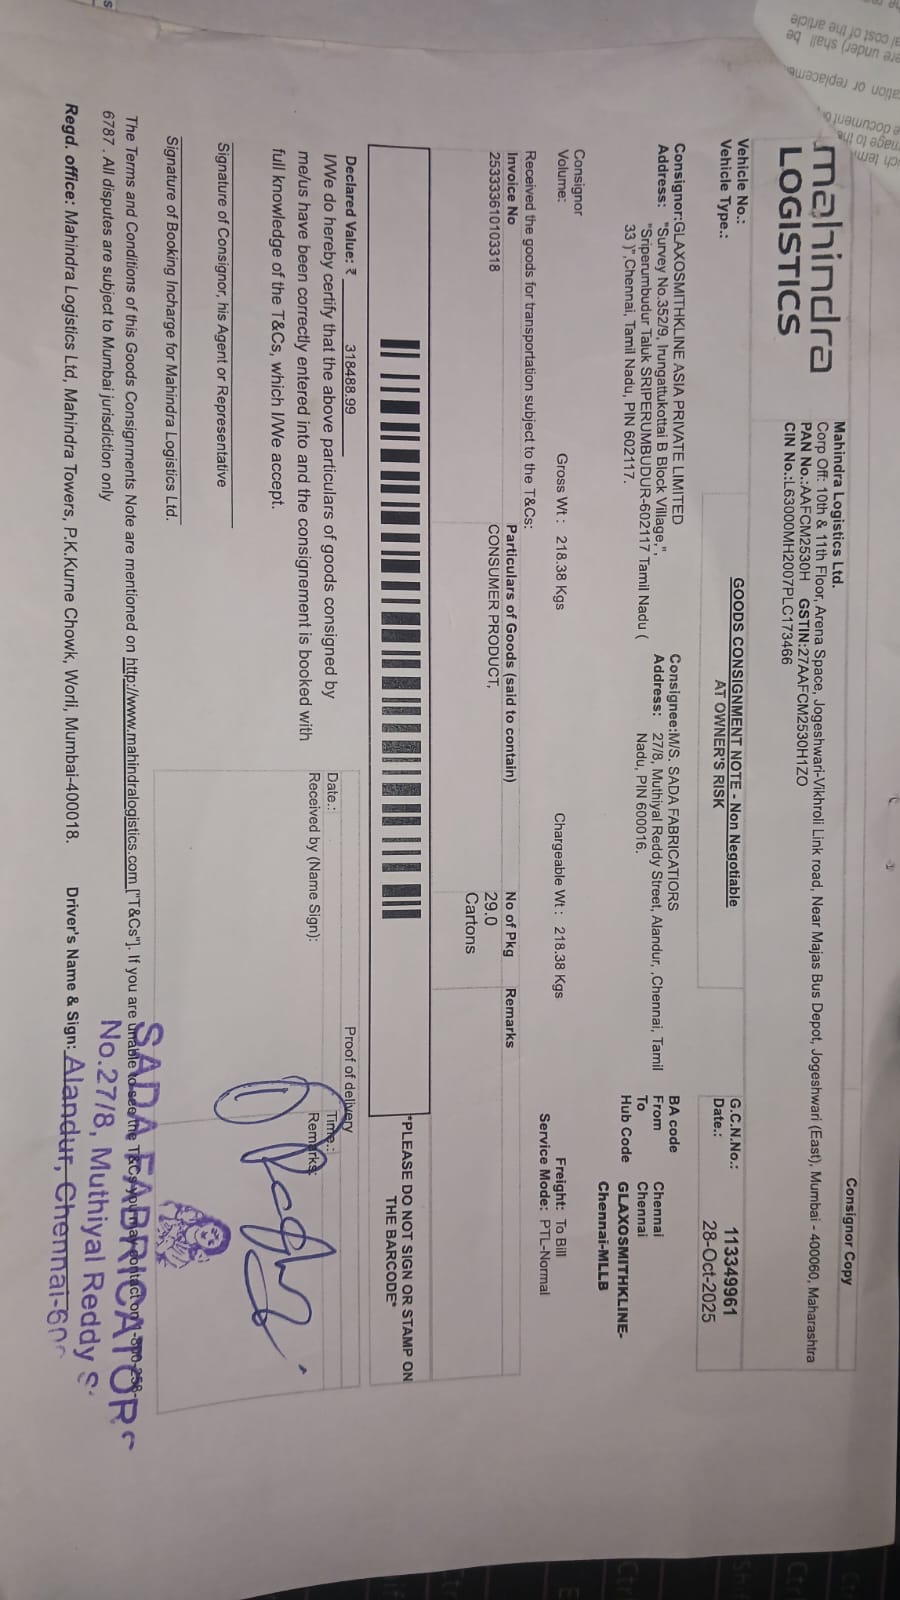 Consignor Copy
mahindra
LOGISTICS
Mahindra Logistics Ltd.
Corp Off: 10th & 11th Floor, Arena Space, Jogeshwari-Vikhroli Link road, Near Majas Bus Depot, Jogeshwari (East), Mumbai - 400060, Maharashtra
PAN No.:AAFCM2530H GSTIN:27AAFCM2530H1ZO
CIN No.:L63000MH2007PLC173466
Vehicle No.:
Vehicle Type.:
GOODS CONSIGNMENT NOTE - Non Negotiable
AT OWNER'S RISK
G.C.N.No.: 113349961
Date.: 28-Oct-2025
Consignor:GLAXOSMITHKLINE ASIA PRIVATE LIMITED
Address: "Survey No.352/9, Irungattukottai B Block Village,",
"Sriperumbudur Taluk SRIPERUMBUDUR-602117 Tamil Nadu (
33 )",Chennai, Tamil Nadu, PIN 602117.
Consignee:M/S. SADA FABRICATIORS
Address: 27/8, Muthiyal Reddy Street, Alandur, ,Chennai, Tamil
Nadu, PIN 600016.
BA code
From Chennai
To Chennai
Hub Code GLAXOSMITHKLINE-
Chennai-MLLB
Consignor
Volume:
Gross Wt : 218.38 Kgs
Chargeable Wt : 218.38 Kgs
Freight: To Bill
Service Mode: PTL-Normal
Received the goods for transportation subject to the T&Cs:
Invoice No Particulars of Goods (said to contain) No of Pkg Remarks
25333361010331​8 CONSUMER PRODUCT, 29.0
Cartons
*PLEASE DO NOT SIGN OR STAMP ON
THE BARCODE*
Declared Value: ₹ 318488.99
I/We do hereby certify that the above particulars of goods consigned by
me/us have been correctly entered into and the consignement is booked with
full knowledge of the T&Cs, which I/We accept.
Proof of delivery
Date.: Time.:
Received by (Name Sign): Remarks:
Signature of Consignor, his Agent or Representative
Signature of Booking Incharge for Mahindra Logistics Ltd.
The Terms and Conditions of this Goods Consignments Note are mentioned on http://www.mahindralogistics.com ["T&Cs"]. If you are unable to see the T&Cs you may contact on 1-800-258-
6787 . All disputes are subject to Mumbai jurisdiction only
Regd. office: Mahindra Logistics Ltd, Mahindra Towers, P.K.Kurne Chowk, Worli, Mumbai-400018. Driver's Name & Sign:
SADA FABRICATORS
No.27/8, Muthiyal Reddy S
Alandur, Chennai-60